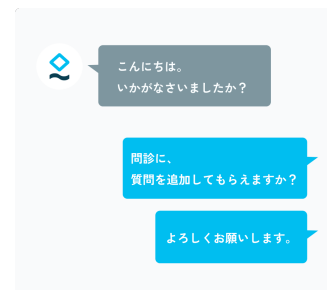 こんにちは。
いかがなさいましたか？
問診に、
質問を追加してもらえますか？
よろしくお願いします。